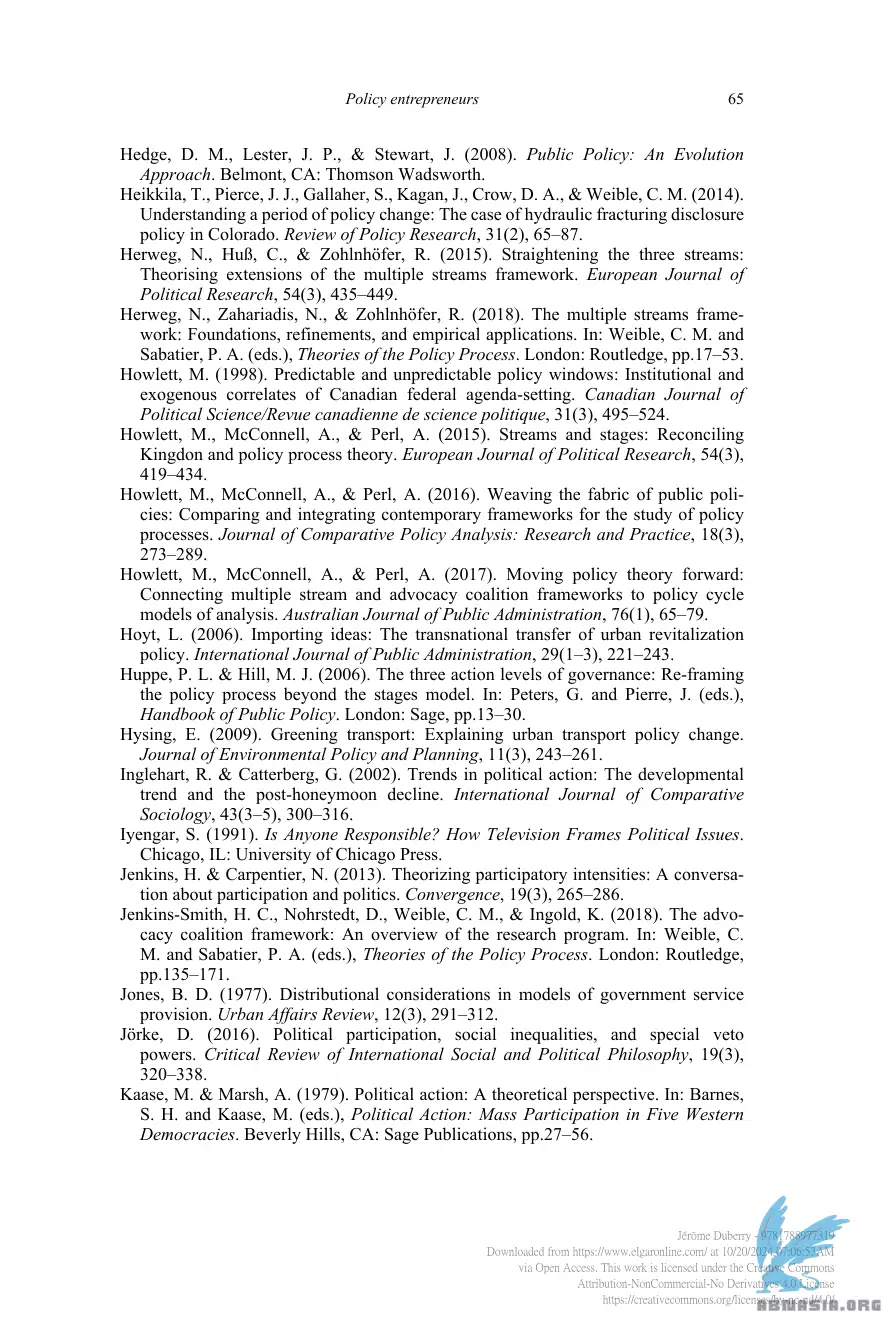 Policy entrepreneurs 65
Hedge, D. M., Lester, J. P., & Stewart, J. (2008). Public Policy: An Evolution
Approach. Belmont, CA: Thomson Wadsworth.
Heikkila, T., Pierce, J. J., Gallaher, S., Kagan, J., Crow, D. A., & Weible, C. M. (2014).
Understanding a period of policy change: The case of hydraulic fracturing disclosure
policy in Colorado. Review of Policy Research, 31(2), 65–87.
Herweg, N., Huß, C., & Zohlnhöfer, R. (2015). Straightening the three streams:
Theorising extensions of the multiple streams framework. European Journal of
Political Research, 54(3), 435–449.
Herweg, N., Zahariadis, N., & Zohlnhöfer, R. (2018). The multiple streams frame-
work: Foundations, refinements, and empirical applications. In: Weible, C. M. and
Sabatier, P. A. (eds.), Theories of the Policy Process. London: Routledge, pp.17–53.
Howlett, M. (1998). Predictable and unpredictable policy windows: Institutional and
exogenous correlates of Canadian federal agenda-setting. Canadian Journal of
Political Science/Revue canadienne de science politique, 31(3), 495–524.
Howlett, M., McConnell, A., & Perl, A. (2015). Streams and stages: Reconciling
Kingdon and policy process theory. European Journal of Political Research, 54(3),
419–434.
Howlett, M., McConnell, A., & Perl, A. (2016). Weaving the fabric of public poli-
cies: Comparing and integrating contemporary frameworks for the study of policy
processes. Journal of Comparative Policy Analysis: Research and Practice, 18(3),
273–289.
Howlett, M., McConnell, A., & Perl, A. (2017). Moving policy theory forward:
Connecting multiple stream and advocacy coalition frameworks to policy cycle
models of analysis. Australian Journal of Public Administration, 76(1), 65–79.
Hoyt, L. (2006). Importing ideas: The transnational transfer of urban revitalization
policy. International Journal of Public Administration, 29(1–3), 221–243.
Huppe, P. L. & Hill, M. J. (2006). The three action levels of governance: Re-framing
the policy process beyond the stages model. In: Peters, G. and Pierre, J. (eds.),
Handbook of Public Policy. London: Sage, pp.13–30.
Hysing, E. (2009). Greening transport: Explaining urban transport policy change.
Journal of Environmental Policy and Planning, 11(3), 243–261.
Inglehart, R. & Catterberg, G. (2002). Trends in political action: The developmental
trend and the post-honeymoon decline. International Journal of Comparative
Sociology, 43(3–5), 300–316.
Iyengar, S. (1991). Is Anyone Responsible? How Television Frames Political Issues.
Chicago, IL: University of Chicago Press.
Jenkins, H. & Carpentier, N. (2013). Theorizing participatory intensities: A conversa-
tion about participation and politics. Convergence, 19(3), 265–286.
Jenkins-Smith, H. C., Nohrstedt, D., Weible, C. M., & Ingold, K. (2018). The advo-
cacy coalition framework: An overview of the research program. In: Weible, C.
M. and Sabatier, P. A. (eds.), Theories of the Policy Process. London: Routledge,
pp.135–171.
Jones, B. D. (1977). Distributional considerations in models of government service
provision. Urban Affairs Review, 12(3), 291–312.
Jörke, D. (2016). Political participation, social inequalities, and special veto
powers. Critical Review of International Social and Political Philosophy, 19(3),
320–338.
Kaase, M. & Marsh, A. (1979). Political action: A theoretical perspective. In: Barnes,
S. H. and Kaase, M. (eds.), Political Action: Mass Participation in Five Western
Democracies. Beverly Hills, CA: Sage Publications, pp.27–56.
Jérôme Duberry - 9781788977319
Downloaded from https://www.elgaronline.com/ at 10/20/2024 07:06:53AM
via Open Access. This work is licensed under the Creative Commons
Attribution-NonCommercial-No Derivatives 4.0 License
https://creativecommons.org/licenses/by-nc-nd/4.0/
ABTWASIA.ORG